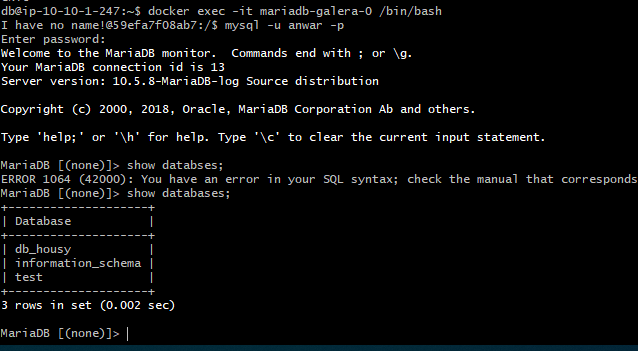 db@ip-10-10-1-247:~$ docker exec -it mariadb-galera-0 /bin/bash
I have no name!@59efa7f08ab7:/$ mysql -u anwar -p
Enter password:
Welcome to the MariaDB monitor.  Commands end with ; or \g.
Your MariaDB connection id is 13
Server version: 10.5.8-MariaDB-log Source distribution

Copyright (c) 2000, 2018, Oracle, MariaDB Corporation Ab and others.

Type 'help;' or '\h' for help. Type '\c' to clear the current input statement.

MariaDB [(none)]> show databses;
ERROR 1064 (42000): You have an error in your SQL syntax; check the manual that corresponds
MariaDB [(none)]> show databases;
+--------------------+
| Database           |
+--------------------+
| db_housy           |
| information_schema |
| test               |
+--------------------+
3 rows in set (0.002 sec)

MariaDB [(none)]>